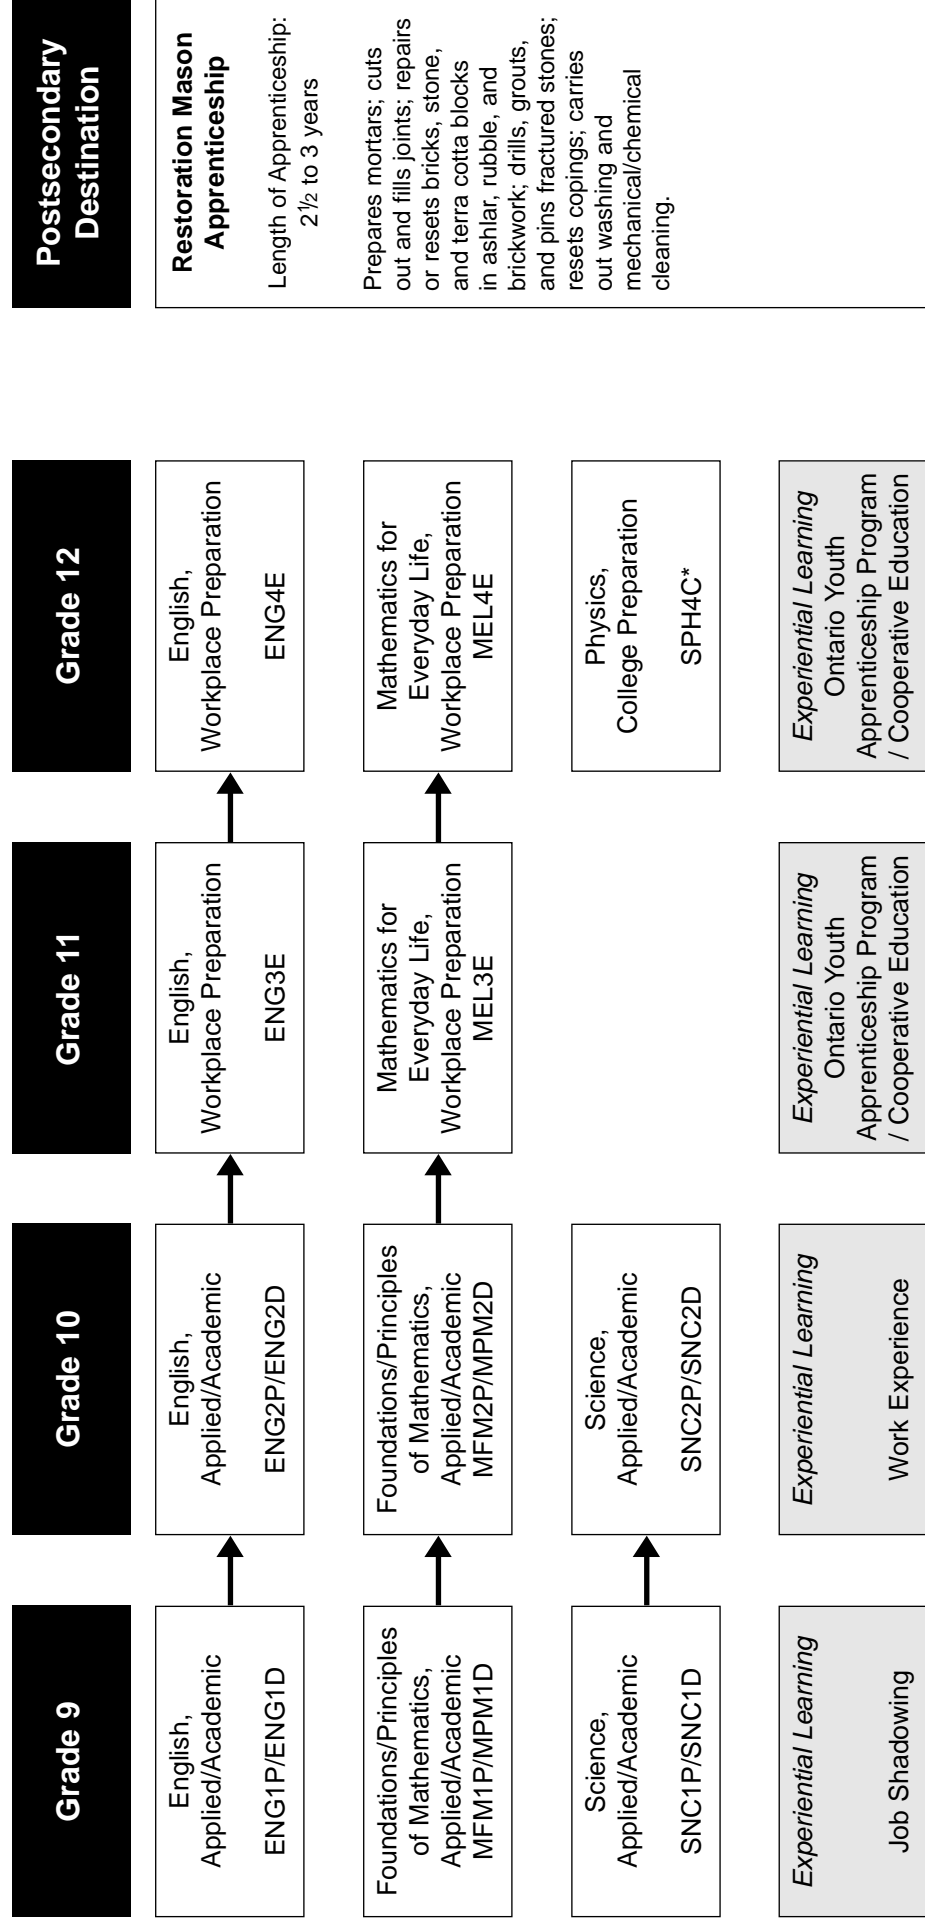 Grade 9
Grade 10
Grade 11
Grade 12
Postsecondary
Destination
English,
Applied/Academic
ENG1P/ENG1D
English,
Applied/Academic
ENG2P/ENG2D
English,
Workplace Preparation
ENG3E
English,
Workplace Preparation
ENG4E
Restoration Mason
Apprenticeship
Length of Apprenticeship:
2½ to 3 years
Prepares mortars; cuts
out and fills joints; repairs
or resets bricks, stone,
and terra cotta blocks
in ashlar, rubble, and
brickwork; drills, grouts,
and pins fractured stones;
resets copings; carries
out washing and
mechanical/chemical
cleaning.
Foundations/Principles
of Mathematics,
Applied/Academic
MFM1P/MPM1D
Foundations/Principles
of Mathematics,
Applied/Academic
MFM2P/MPM2D
Mathematics for
Everyday Life,
Workplace Preparation
MEL3E
Mathematics for
Everyday Life,
Workplace Preparation
MEL4E
Science,
Applied/Academic
SNC1P/SNC1D
Science,
Applied/Academic
SNC2P/SNC2D
Physics,
College Preparation
SPH4C*
Experiential Learning
Job Shadowing
Experiential Learning
Work Experience
Experiential Learning
Ontario Youth
Apprenticeship Program
/ Cooperative Education
Experiential Learning
Ontario Youth
Apprenticeship Program
/ Cooperative Education